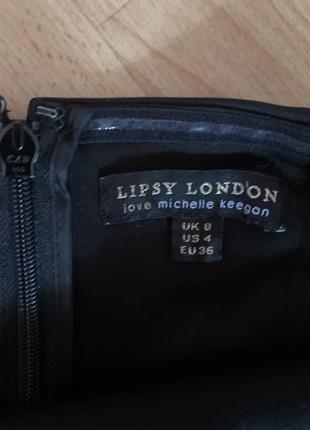 LIPSY LONDON
love michelle keegan
UK 8
US 4
EU 36